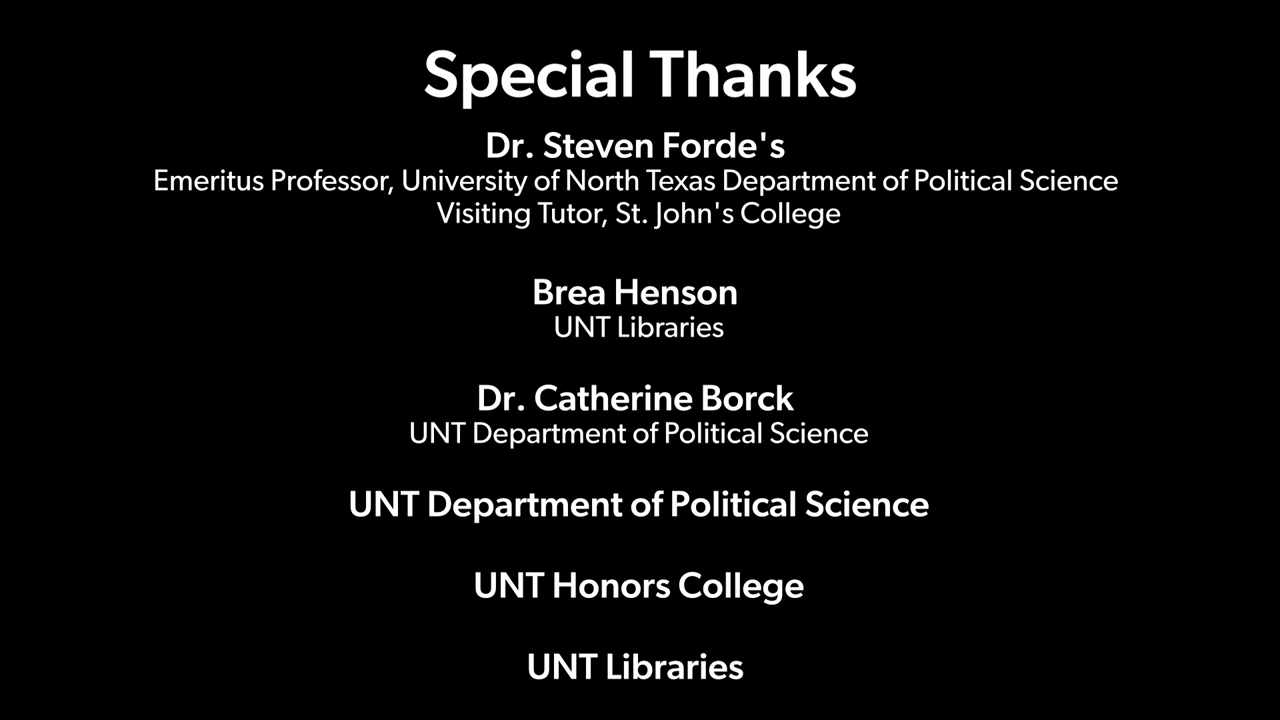 Special Thanks
Dr. Steven Forde's
Emeritus Professor, University of North Texas Department of Political Science
Visiting Tutor, St. John's College
Brea Henson
UNT Libraries
Dr. Catherine Borck
UNT Department of Political Science
UNT Department of Political Science
UNT Honors College
UNT Libraries